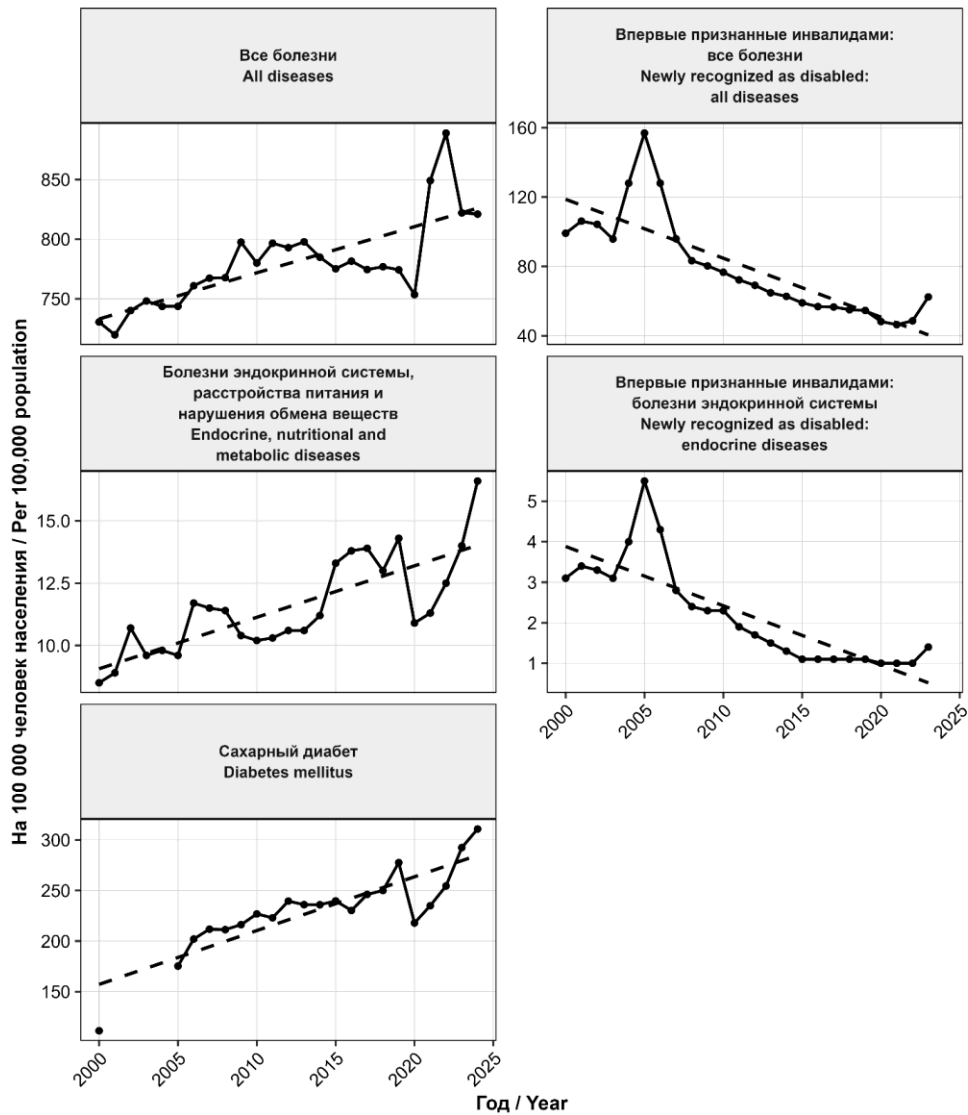 На 100 000 человек населения / Per 100,000 population
Все болезни
All diseases
850
800
750
Впервые признанные инвалидами:
все болезни
Newly recognized as disabled:
all diseases
160
120
80
40
Болезни эндокринной системы,
расстройства питания и
нарушения обмена веществ
Endocrine, nutritional and
metabolic diseases
15.0
12.5
10.0
Впервые признанные инвалидами:
болезни эндокринной системы
Newly recognized as disabled:
endocrine diseases
5
4
3
2
1
2000
2005
2010
2015
2020
2025
Сахарный диабет
Diabetes mellitus
300
250
200
150
2000
2005
2010
2015
2020
2025
Год / Year